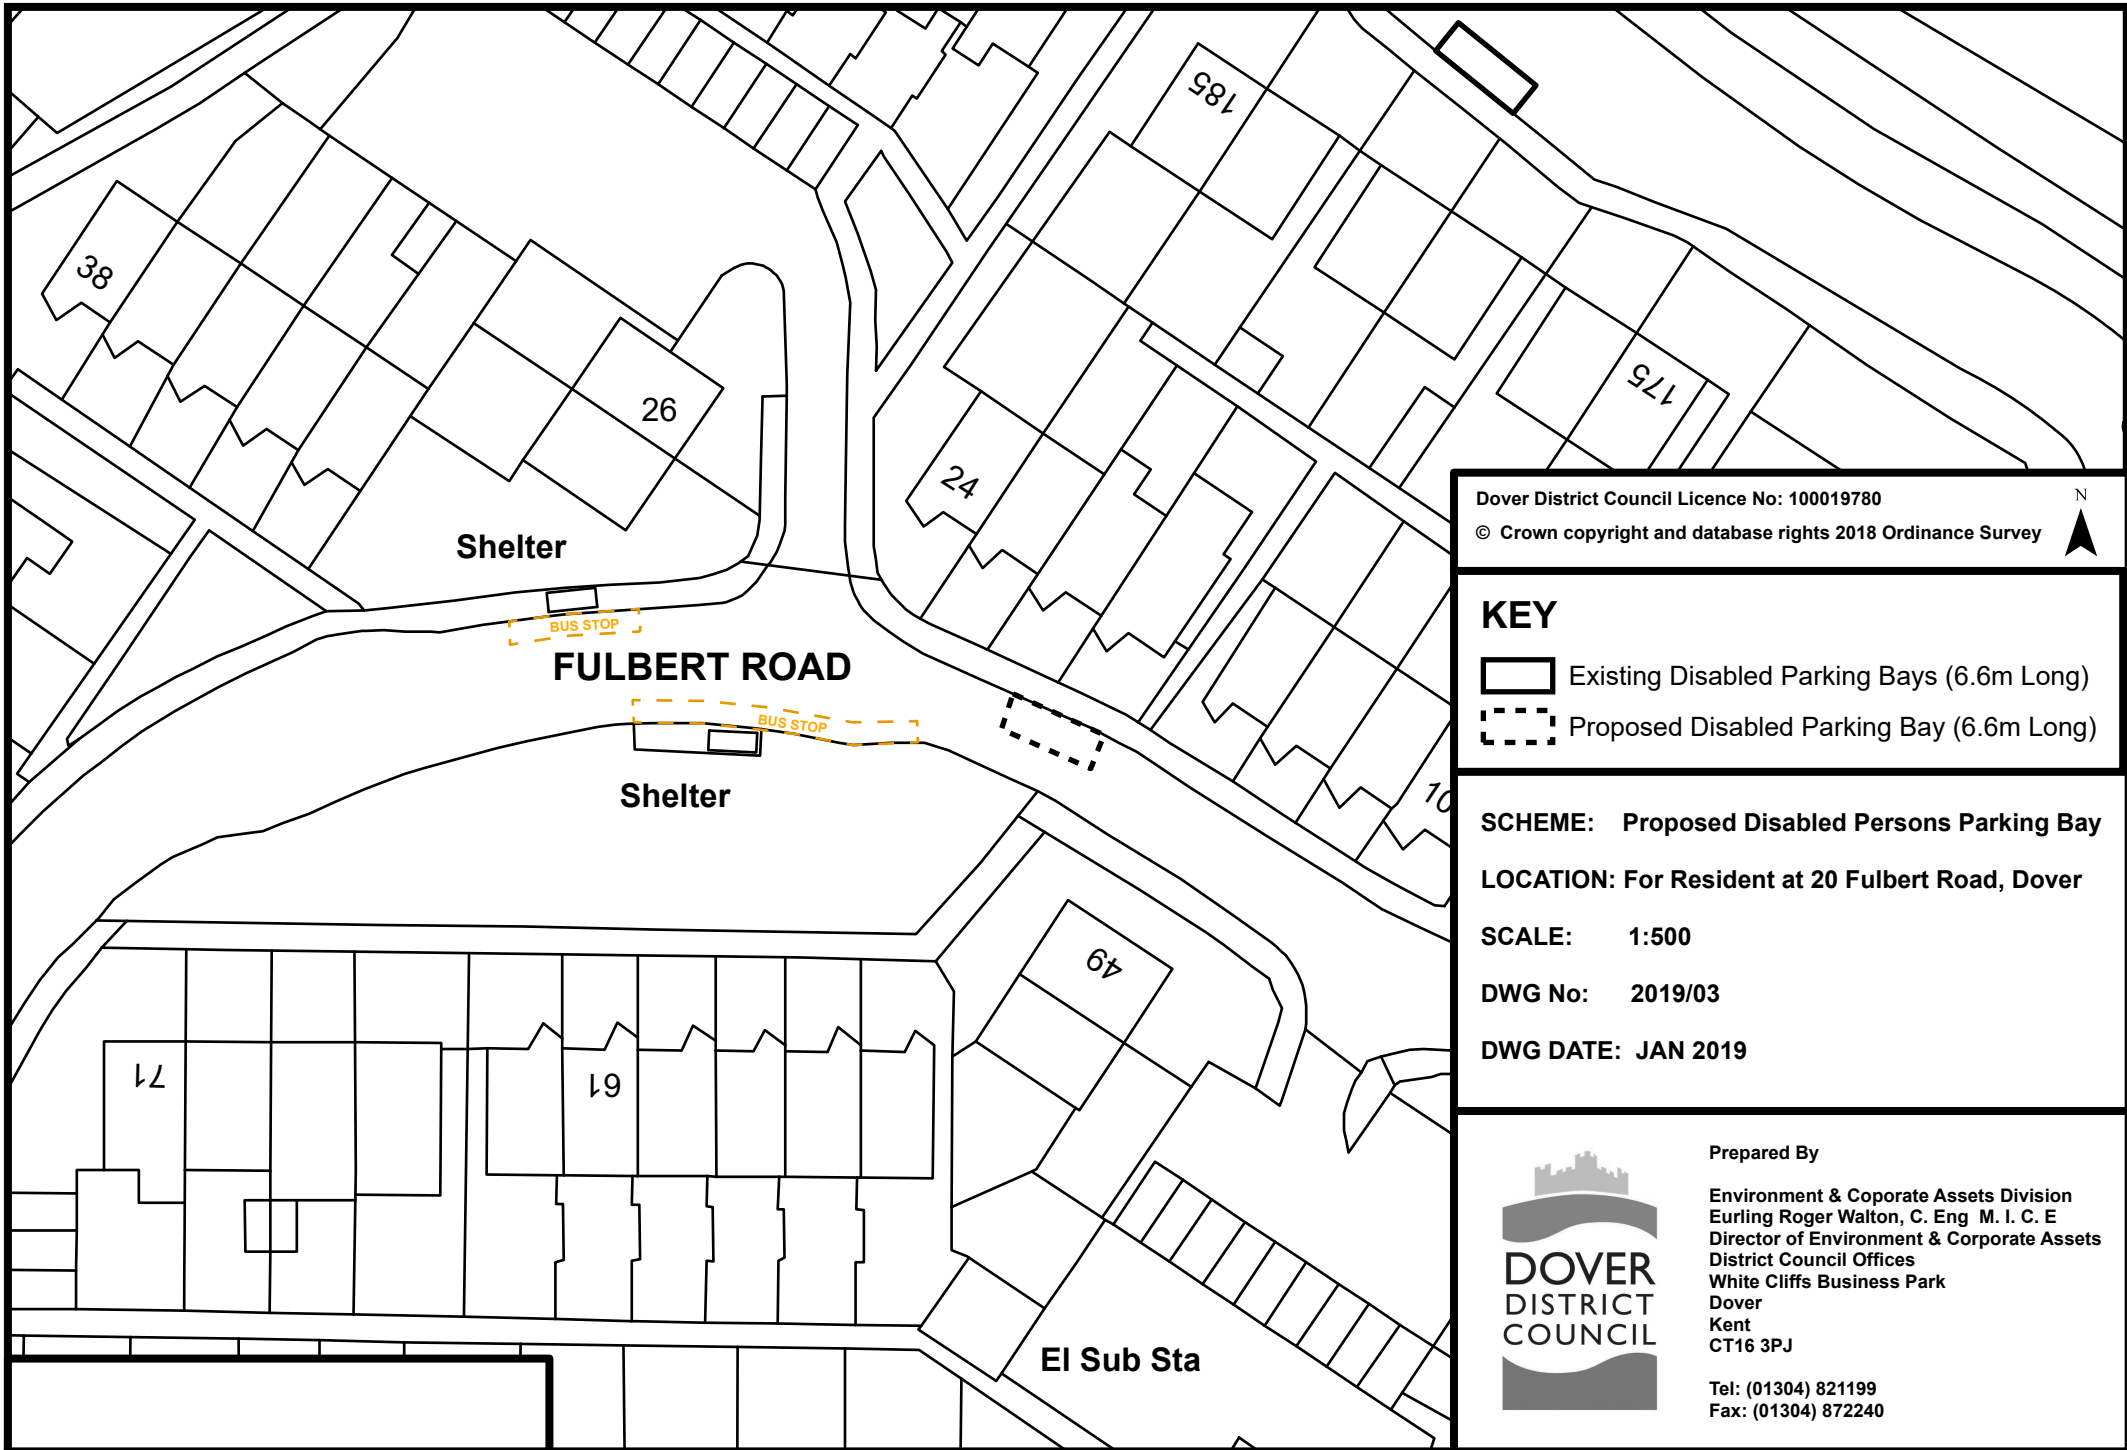 185
38
26
175
24
Shelter
BUS STOP
FULBERT ROAD
BUS STOP
Shelter
10
49
71
61
El Sub Sta
Dover District Council Licence No: 100019780
© Crown copyright and database rights 2018 Ordinance Survey
N
KEY
Existing Disabled Parking Bays (6.6m Long)
Proposed Disabled Parking Bay (6.6m Long)
SCHEME: Proposed Disabled Persons Parking Bay
LOCATION: For Resident at 20 Fulbert Road, Dover
SCALE: 1:500
DWG No: 2019/03
DWG DATE: JAN 2019
DOVER
DISTRICT
COUNCIL
Prepared By
Environment & Coporate Assets Division
Eurling Roger Walton, C. Eng M. I. C. E
Director of Environment & Corporate Assets
District Council Offices
White Cliffs Business Park
Dover
Kent
CT16 3PJ
Tel: (01304) 821199
Fax: (01304) 872240